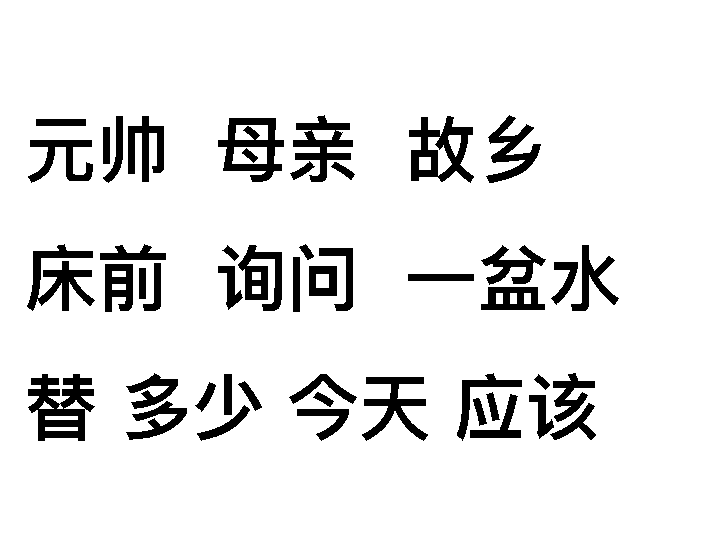 元帅 母亲 故乡
床前 询问 一盆水
替 多少 今天 应该